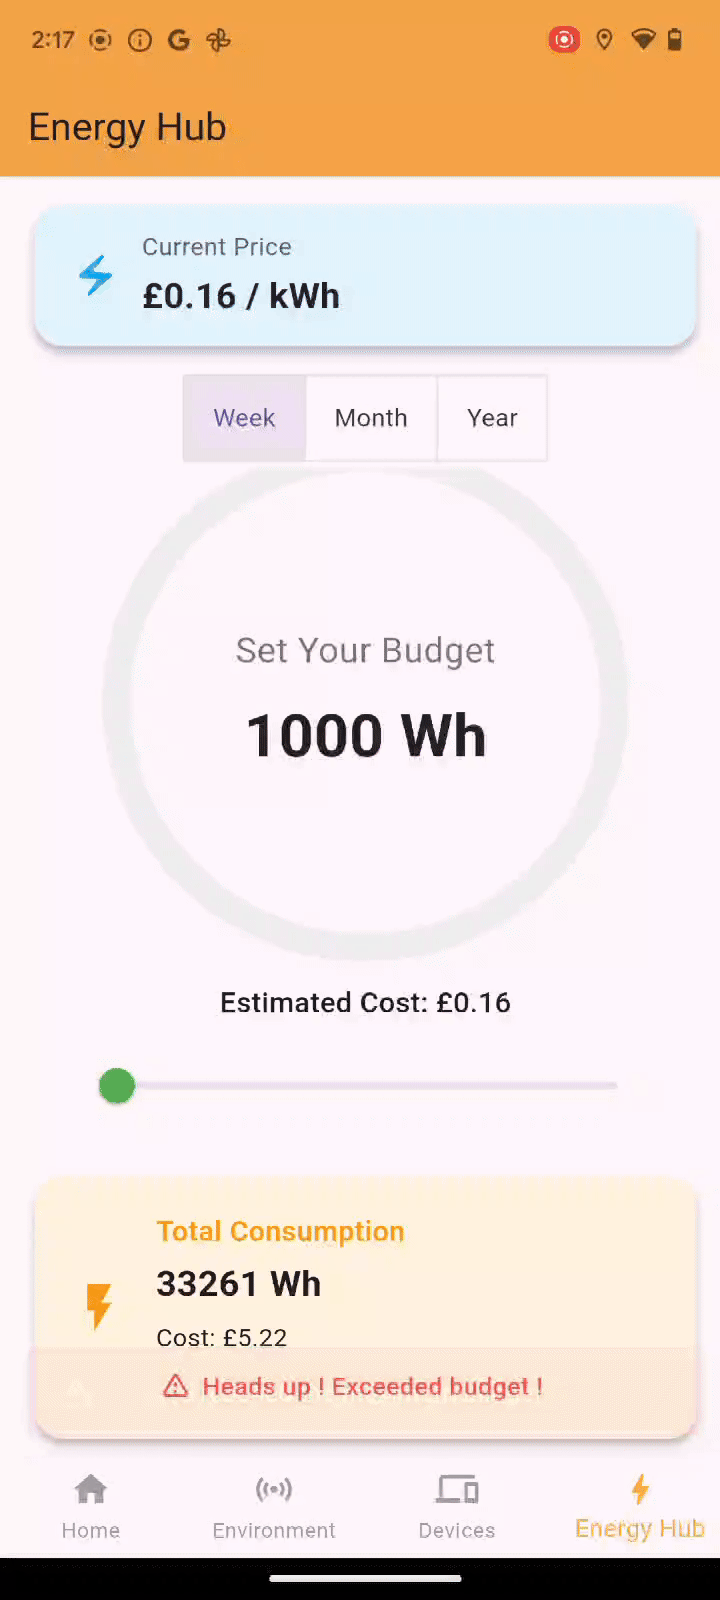 2:17
Energy Hub
Current Price
£0.16 / kWh
Week Month Year
Set Your Budget
1000 Wh
Estimated Cost: £0.16
Total Consumption
33261 Wh
Cost: £5.22
Heads up ! Exceeded budget !
Home Environment Devices Energy Hub